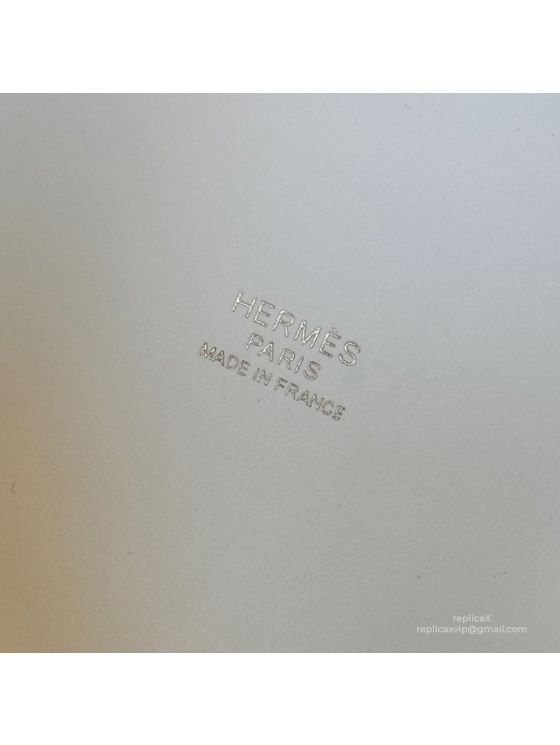 HERMÈS
PARIS
MADE IN FRANCE
replicaX
replicaxvip@gmail.com